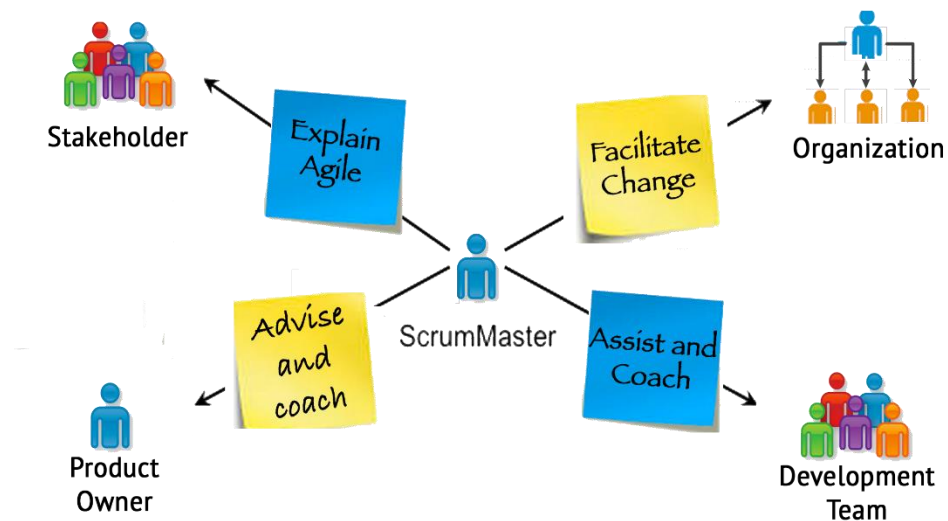 Stakeholder
Explain
Agile
Facilitate
Change
Organization
ScrumMaster
Advise
and
coach
Assist and
Coach
Product
Owner
Development
Team